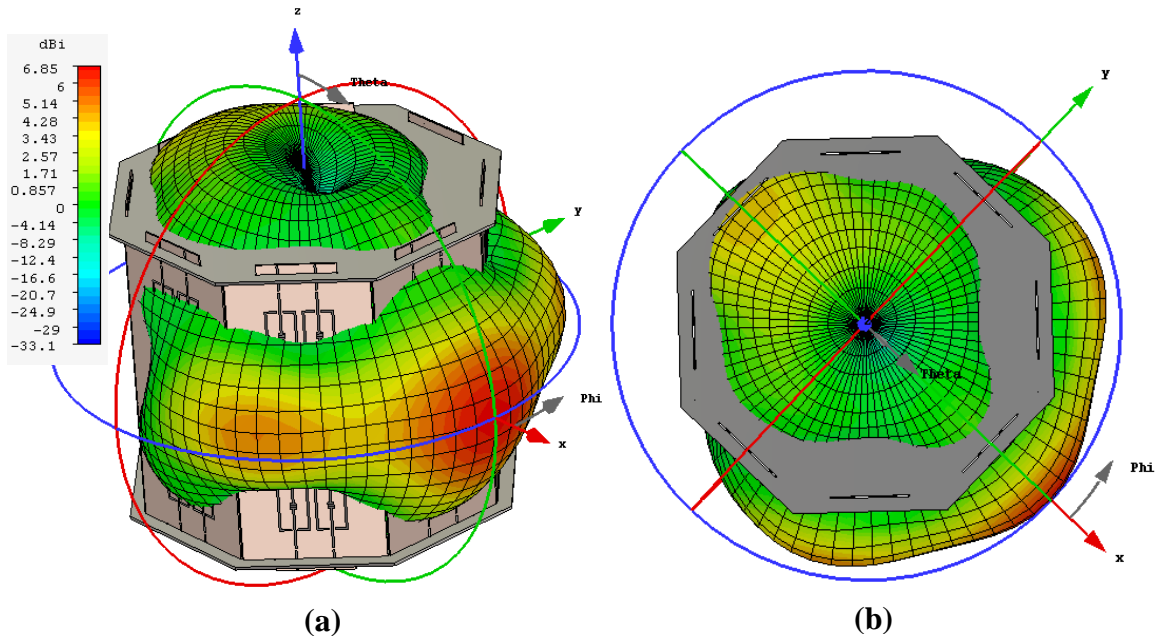 dBi
6.85
6
5.14
4.28
3.43
2.57
1.71
0.857
0
-4.14
-8.29
-12.4
-16.6
-20.7
-24.9
-29
-33.1
z
Theta
y
Phi
x
y
Theta
Phi
x
(a)
(b)